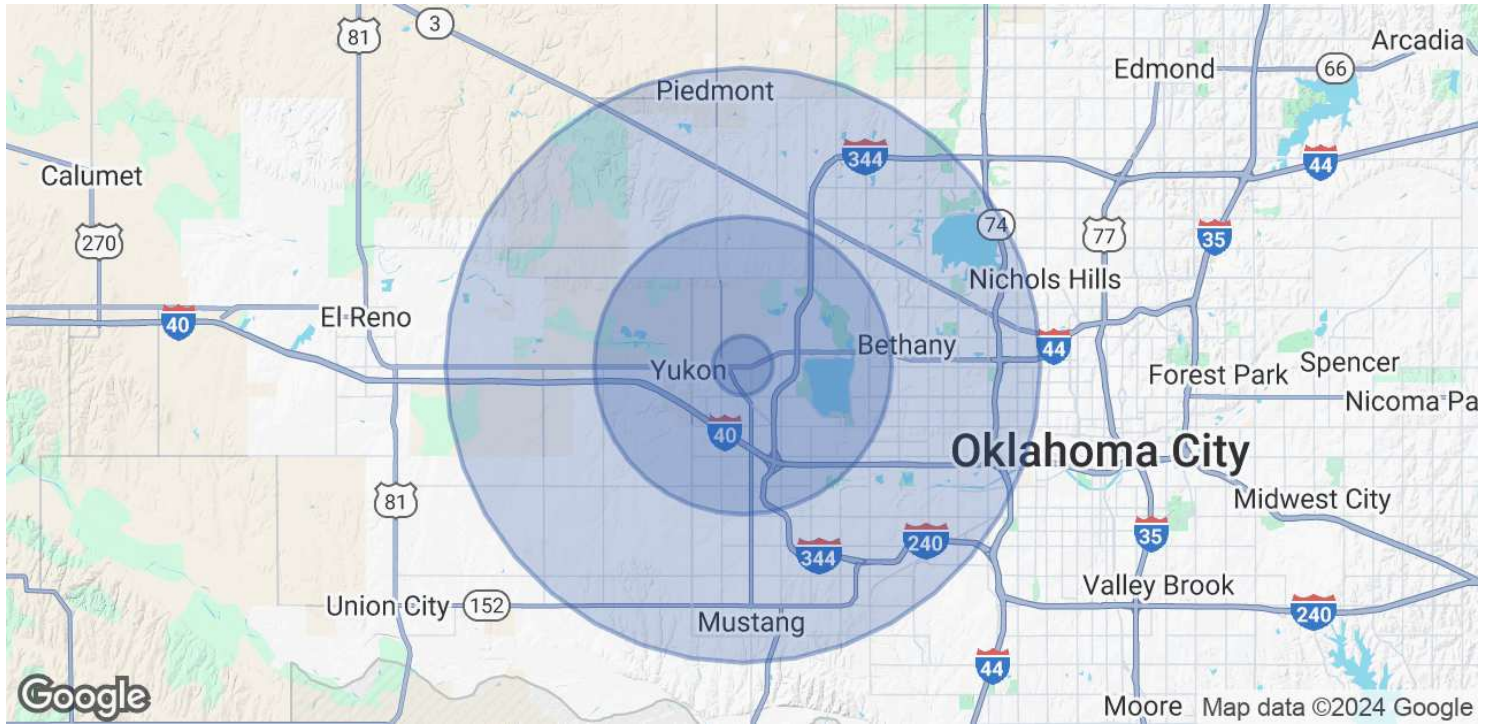 Arcadia
3
81
Edmond
66
Piedmont
344
44
Calumet
270
74
77
35
Nichols Hills
El Reno
40
Bethany
44
Yukon
Spencer
Forest Park
Nicoma Pa
40
Oklahoma City
81
Midwest City
35
344
240
Valley Brook
Union City
152
240
Mustang
44
Google
Moore
Map data ©2024 Google